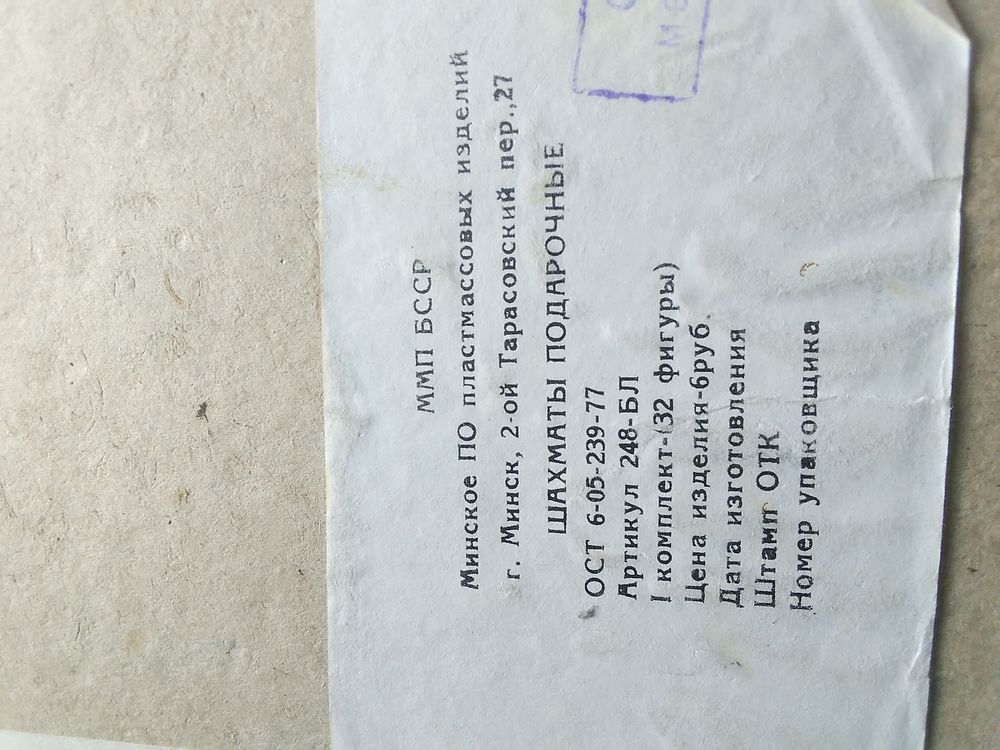 ММП БССР
Минское ПО пластмассовых изделий
г. Минск, 2-ой Тарасовский пер.,27
ШАХМАТЫ ПОДАРОЧНЫЕ
ОСТ 6-05-239-77
Артикул 248-БЛ
I комплект-(32 фигуры)
Цена изделия-6руб.
Дата изготовления
Штамп ОТК
Номер упаковщика